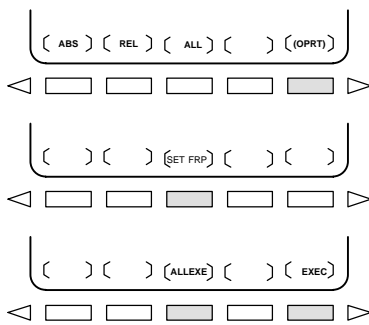 ( ABS ) ( REL ) ( ALL ) ( ) ( (OPRT) )
( ) ( ) ( SET FRP ) ( ) ( )
( ) ( ) ( ALLEXE ) ( ) ( EXEC )